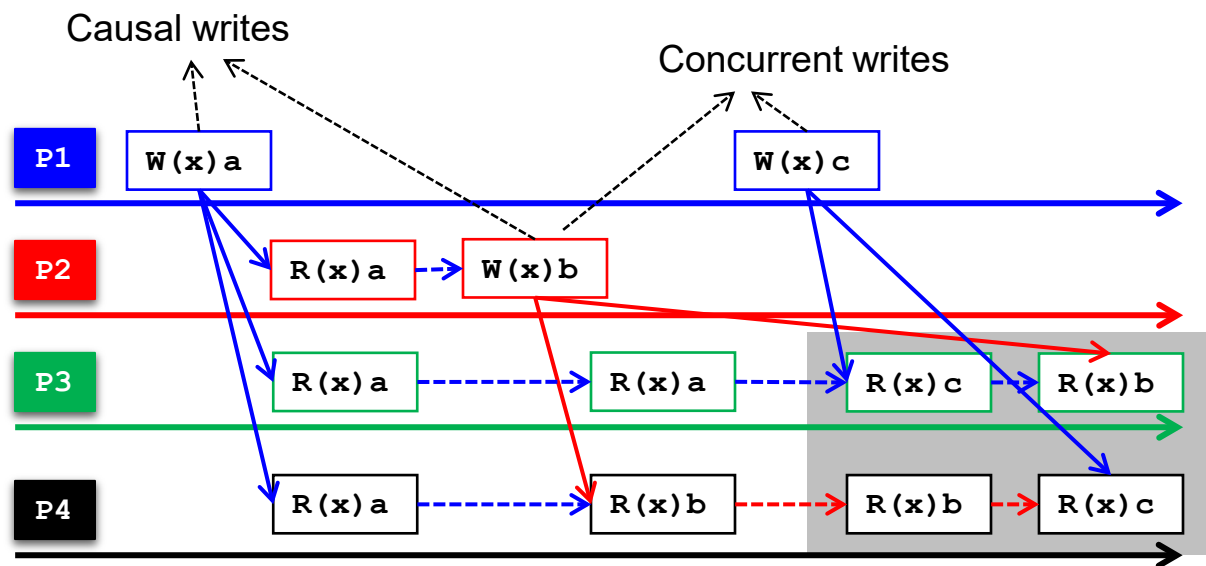 Causal writes
Concurrent writes
P1 W(x)a W(x)c
P2 R(x)a W(x)b
P3 R(x)a R(x)a R(x)c R(x)b
P4 R(x)a R(x)b R(x)b R(x)c